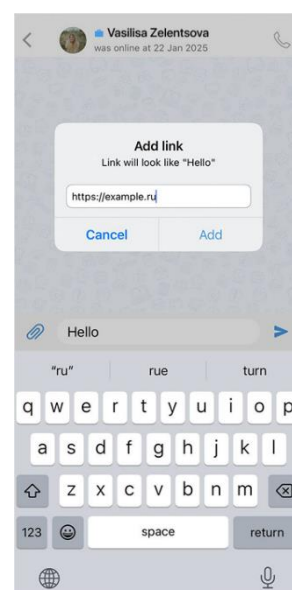 Vasilisa Zelentsova
was online at 22 Jan 2025
Add link
Link will look like "Hello"
https://example.ru
Cancel Add
Hello
"ru" rue turn
q w e r t y u i o p
a s d f g h j k l
z x c v b n m
123 space return